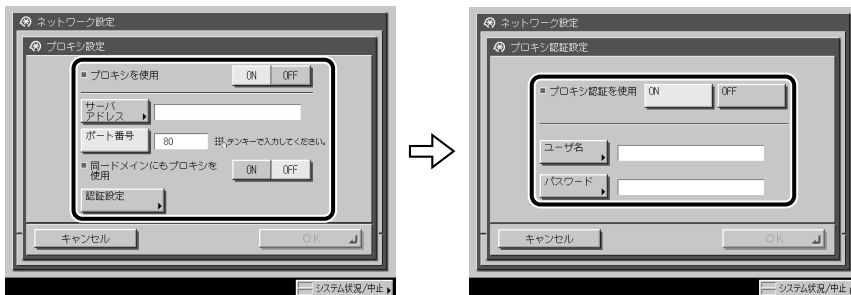 ネットワーク設定
プロキシ設定
プロキシを使用 ON OFF
サーバ
アドレス
ポート番号 80 テンキーで入力してください。
同一ドメインにもプロキシを
使用 ON OFF
認証設定
キャンセル OK
システム状況/中止
ネットワーク設定
プロキシ認証設定
プロキシ認証を使用 ON OFF
ユーザ名
パスワード
キャンセル OK
システム状況/中止